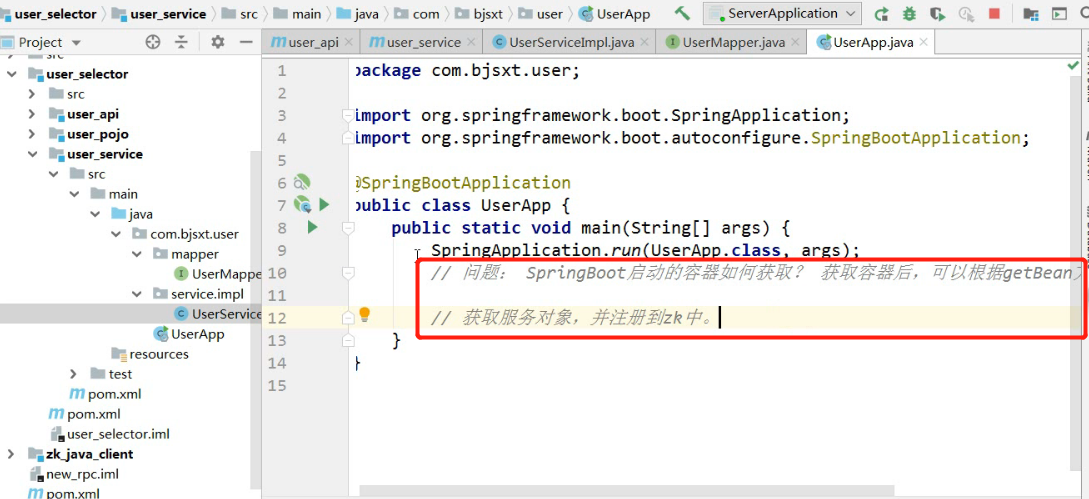 user_selector user_service src main java com bjsxt user UserApp ServerApplication
Project
user_api user_service UserServiceImpl.java UserMapper.java UserApp.java
src
user_selector
src
user_api
user_pojo
user_service
src
main
java
com.bjsxt.user
mapper
UserMappe
service.impl
UserService
UserApp
resources
test
pom.xml
pom.xml
user_selector.iml
zk_java_client
new_rpc.iml
pom.xml
1 package com.bjsxt.user;
2
3 import org.springframework.boot.SpringApplication;
4 import org.springframework.boot.autoconfigure.SpringBootApplication;
5
6 @SpringBootApplication
7 public class UserApp {
8 public static void main(String[] args) {
9 SpringApplication.run(UserApp.class, args);
10 // 问题： SpringBoot启动的容器如何获取？ 获取容器后，可以根据getBean
11
12 // 获取服务对象，并注册到zk中。
13 }
14 }
15